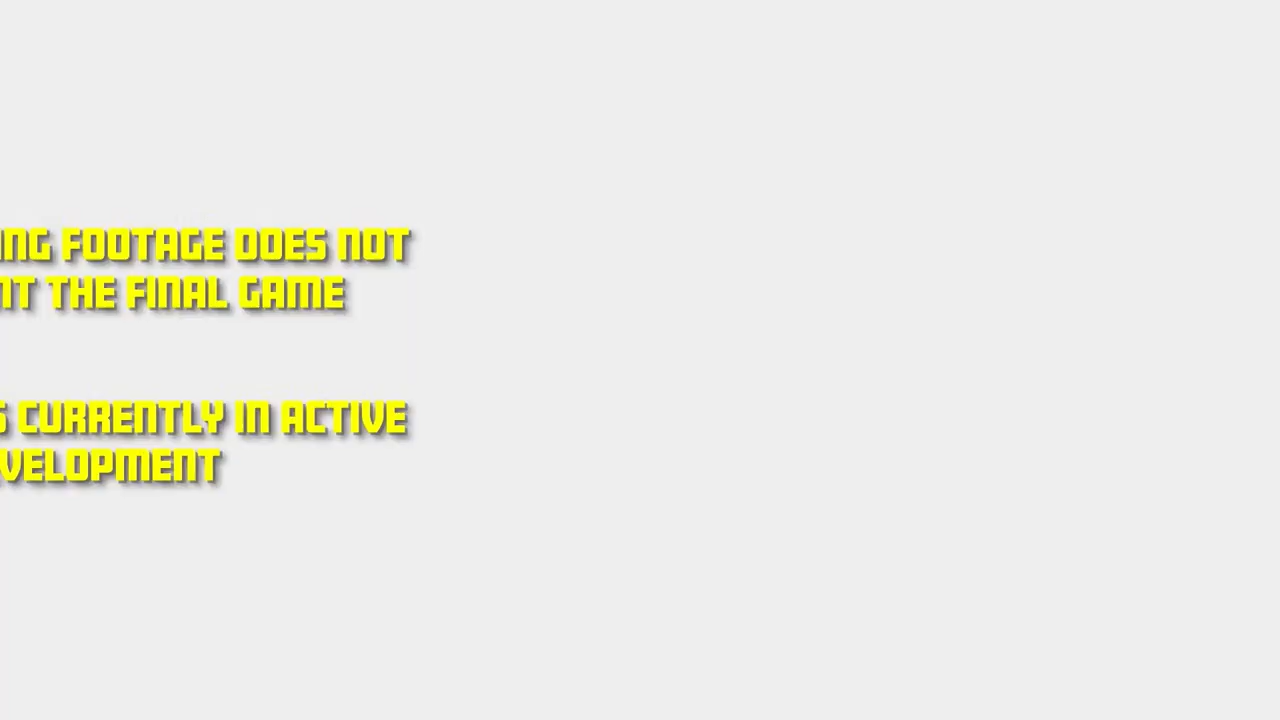 ING FOOTAGE DOES NOT
NT THE FINAL GAME
S CURRENTLY IN ACTIVE
VELOPMENT